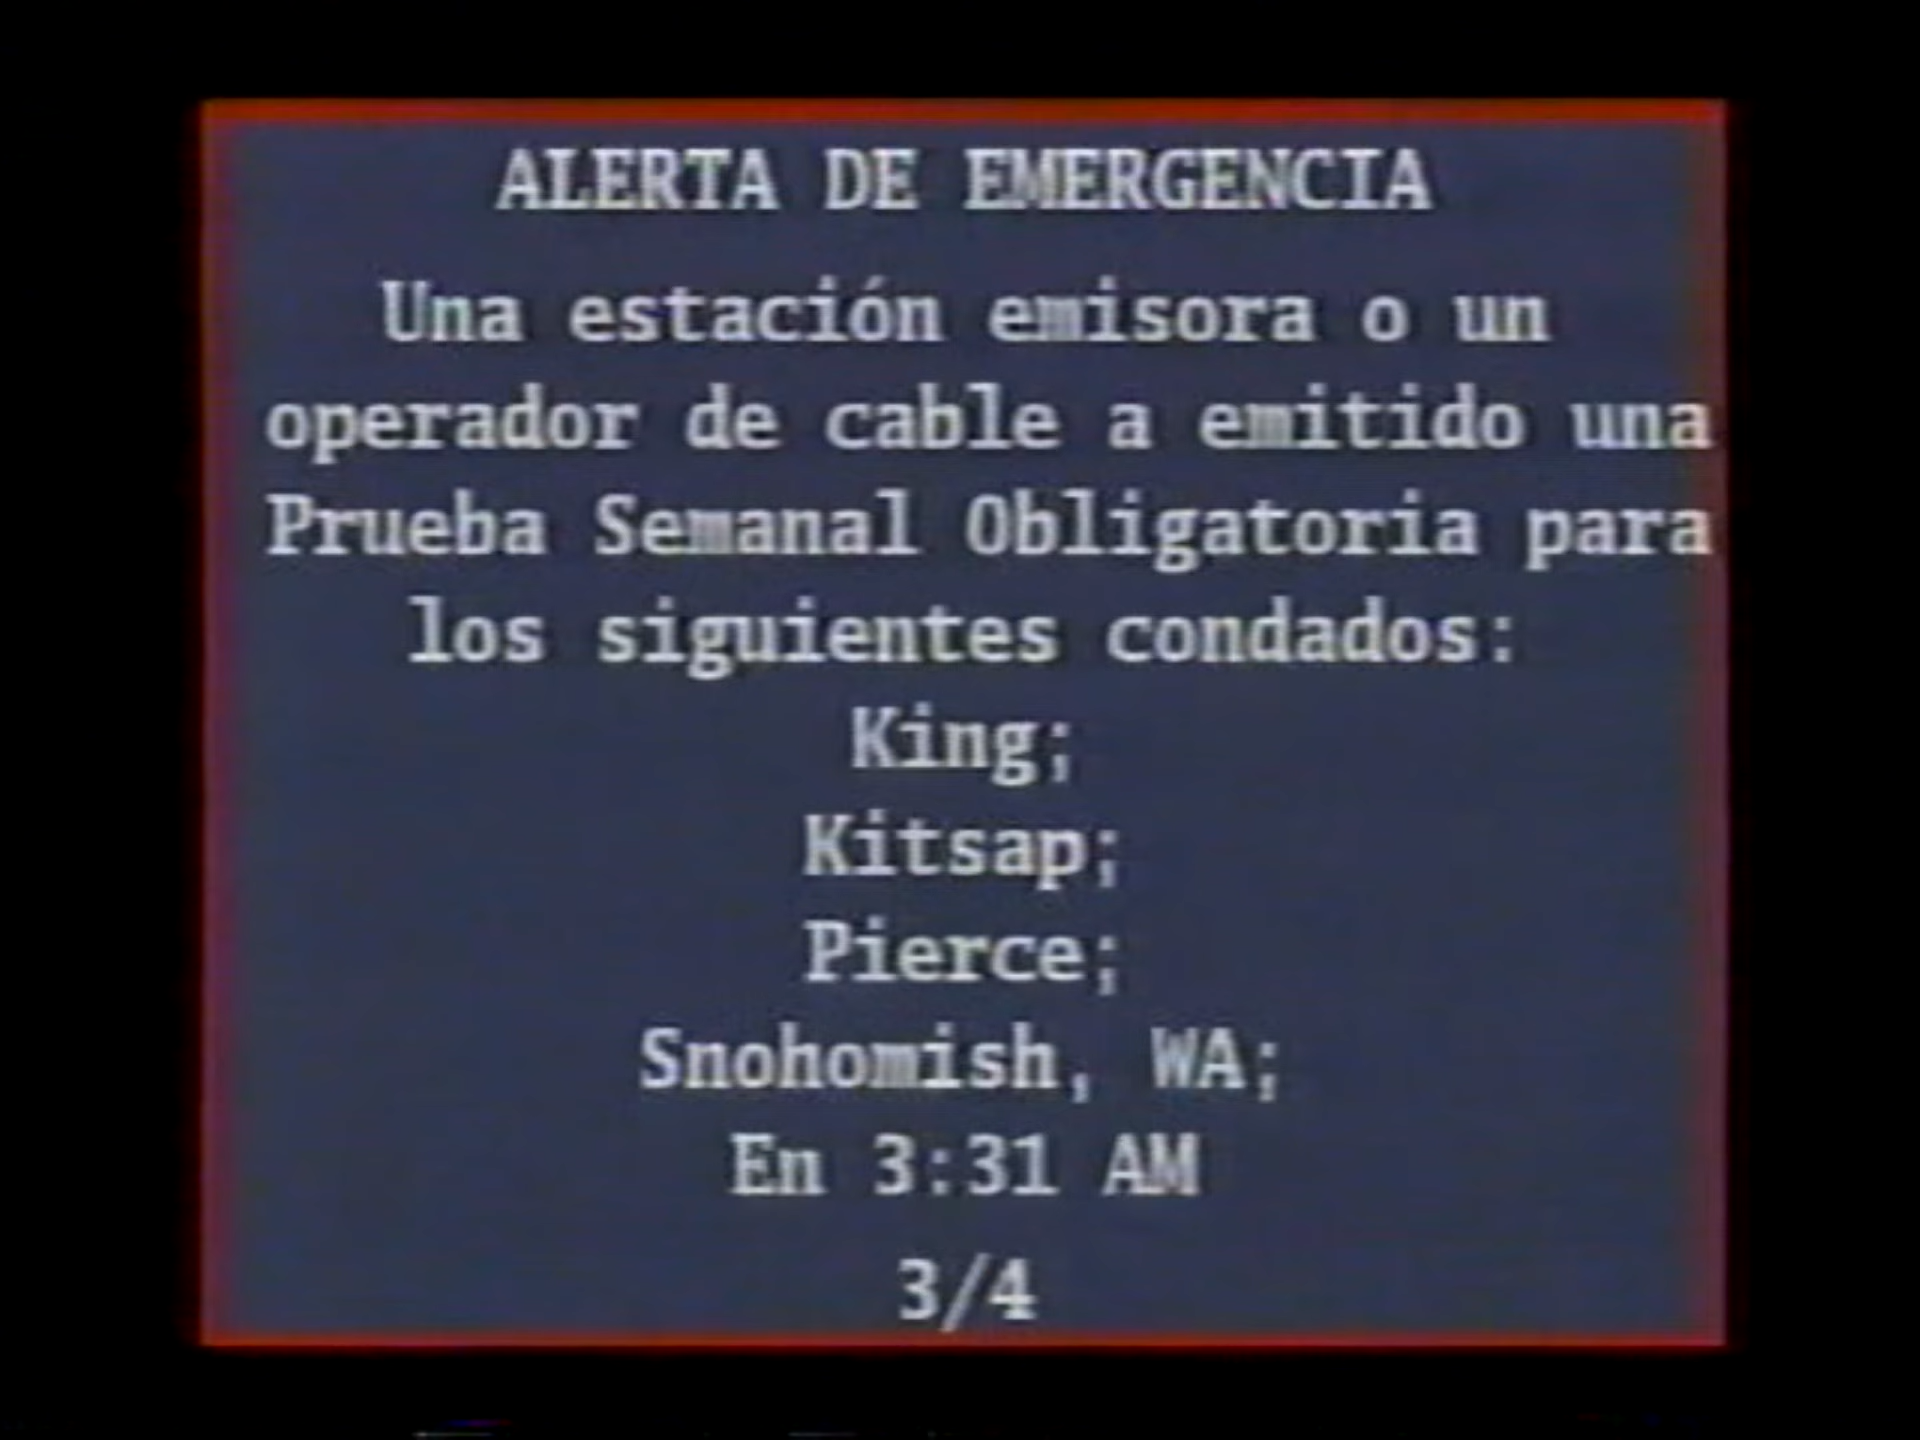 ALERTA DE EMERGENCIA
Una estación emisora o un
operador de cable a emitido una
Prueba Semanal Obligatoria para
los siguientes condados:
King;
Kitsap;
Pierce;
Snohomish, WA;
En 3:31 AM
3/4